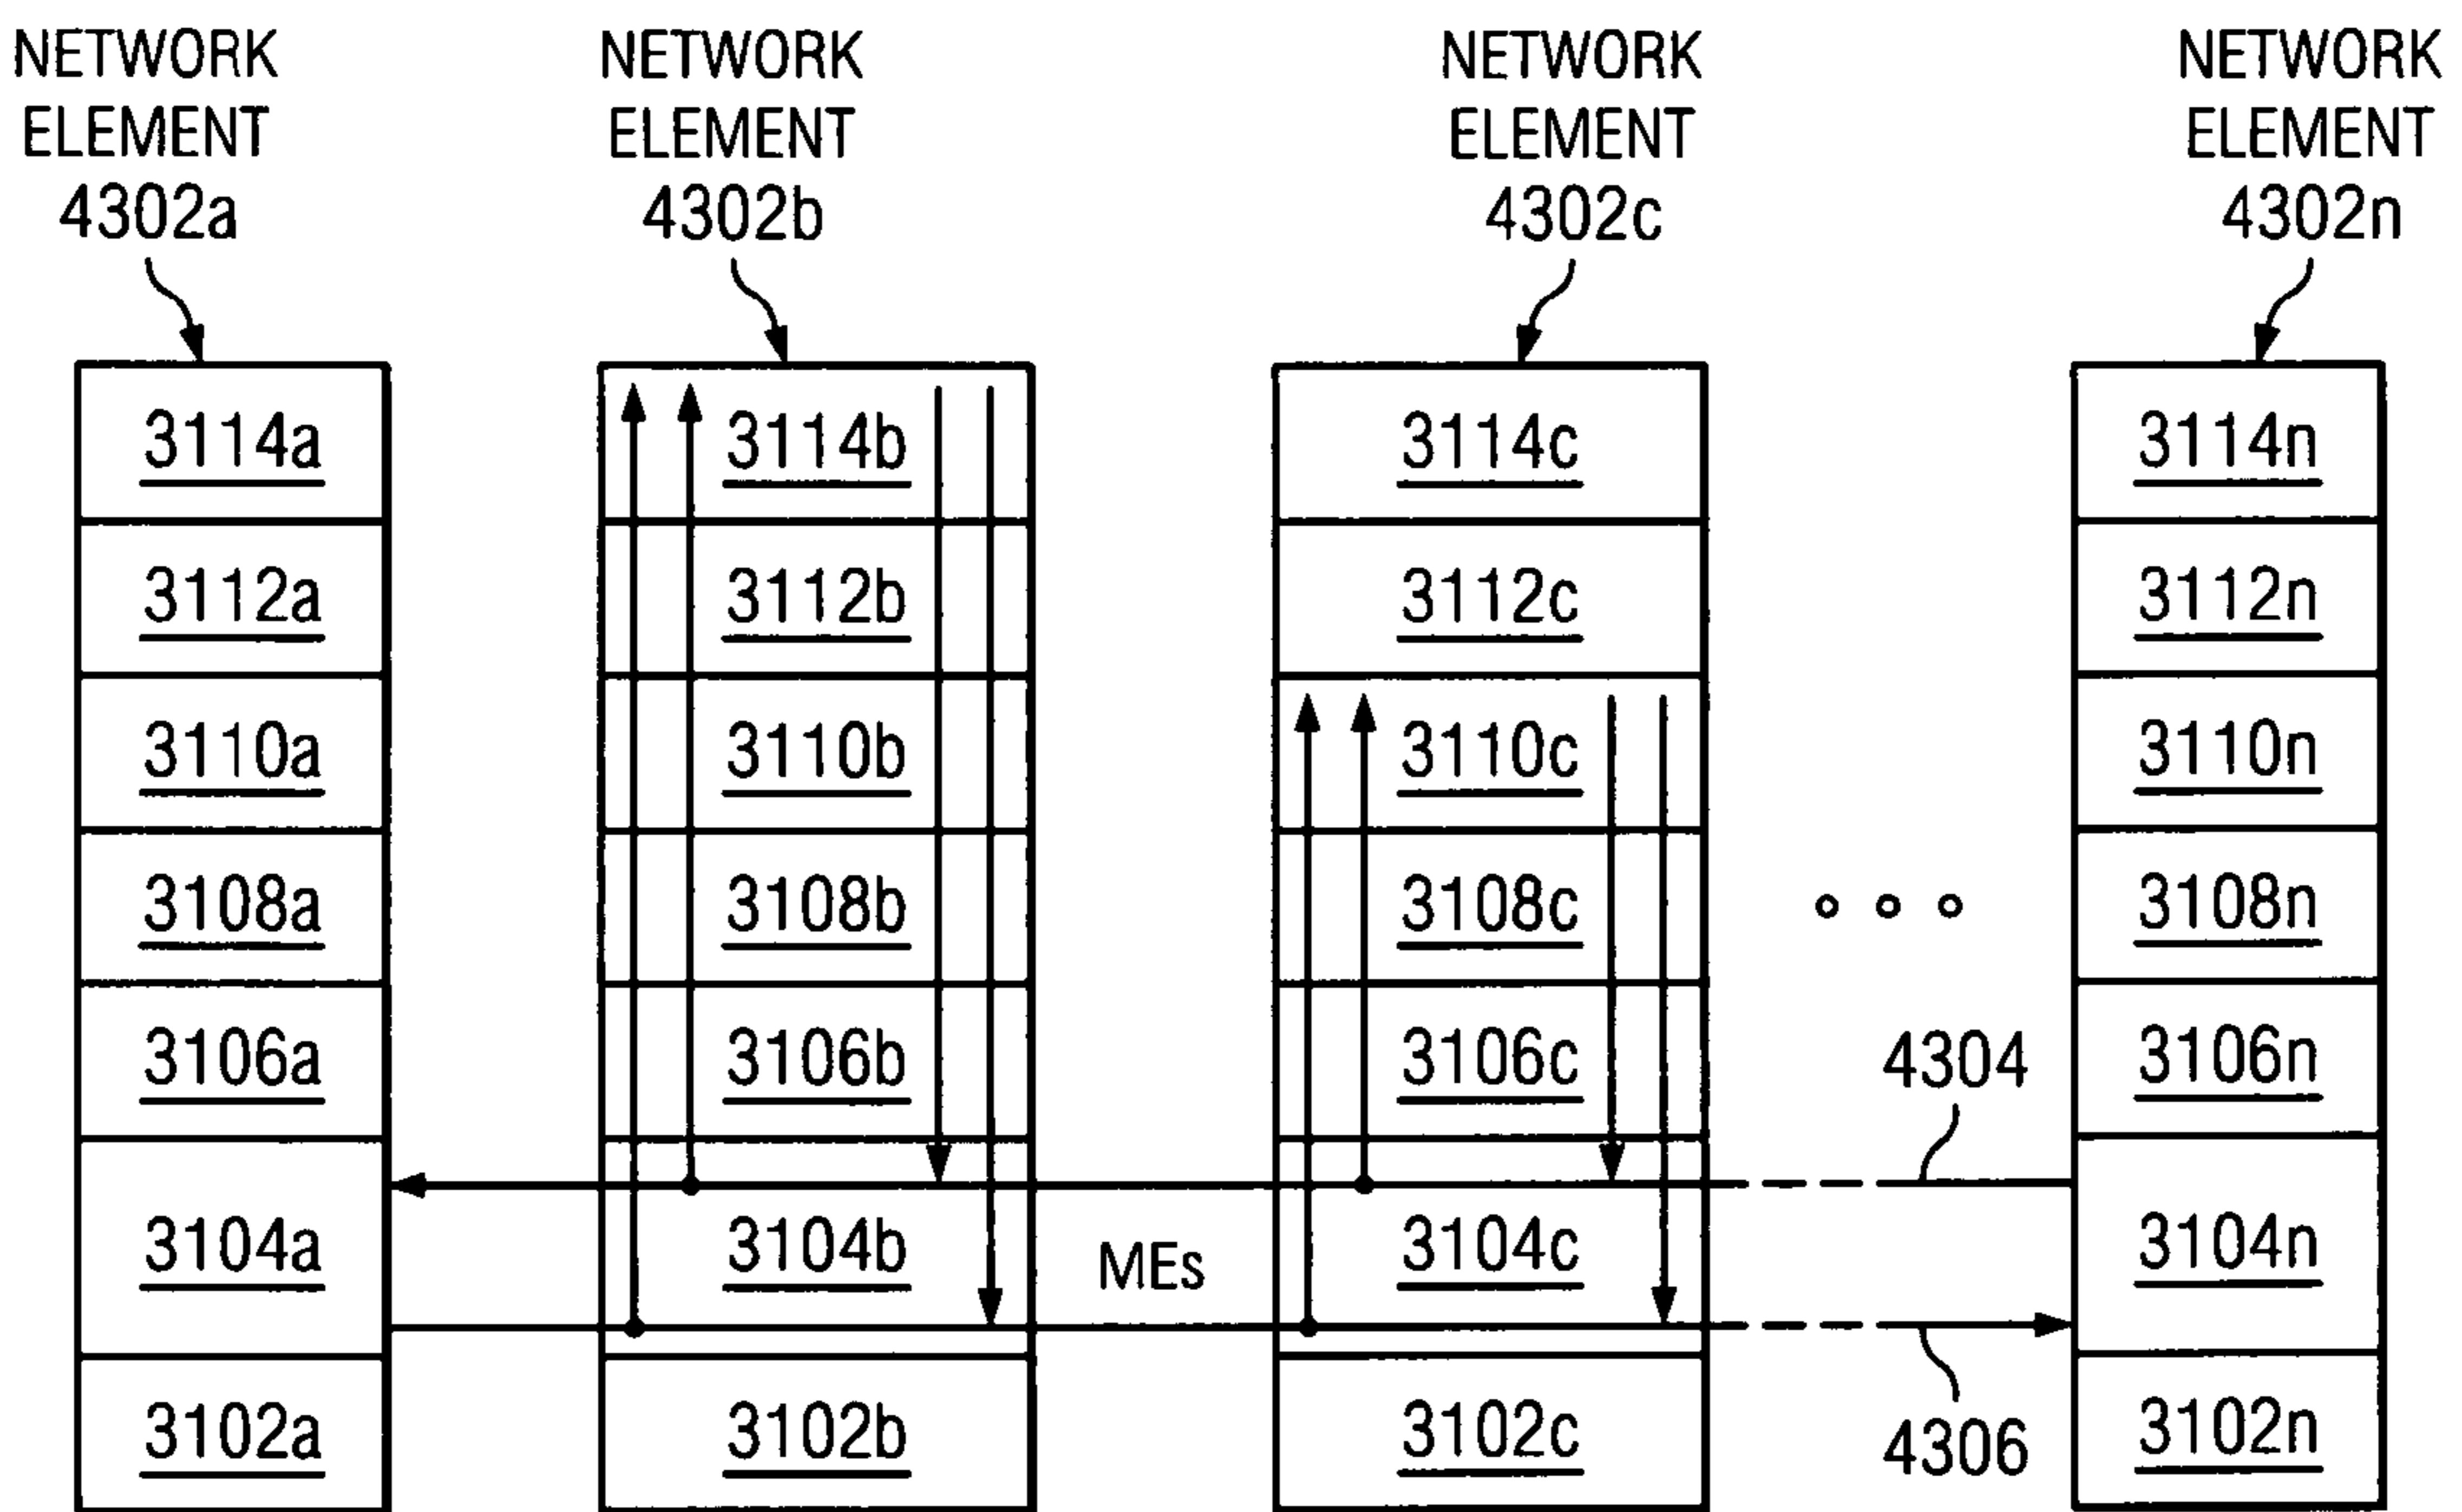 NETWORK
ELEMENT
4302a
NETWORK
ELEMENT
4302b
NETWORK
ELEMENT
4302c
NETWORK
ELEMENT
4302n
3114a
3114b
3114c
3114n
3112a
3112b
3112c
3112n
3110a
3110b
3110c
3110n
3108a
3108b
3108c
3108n
3106a
3106b
3106c
4304
3106n
3104a
3104b
MEs
3104c
3104n
3102a
3102b
3102c
4306
3102n